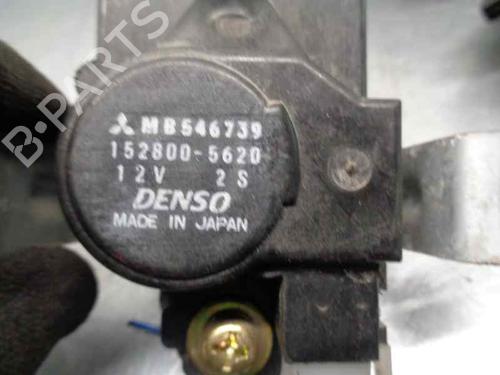 B-PARTS
MB546739
152800-5620
12V 2S
DENSO
MADE IN JAPAN